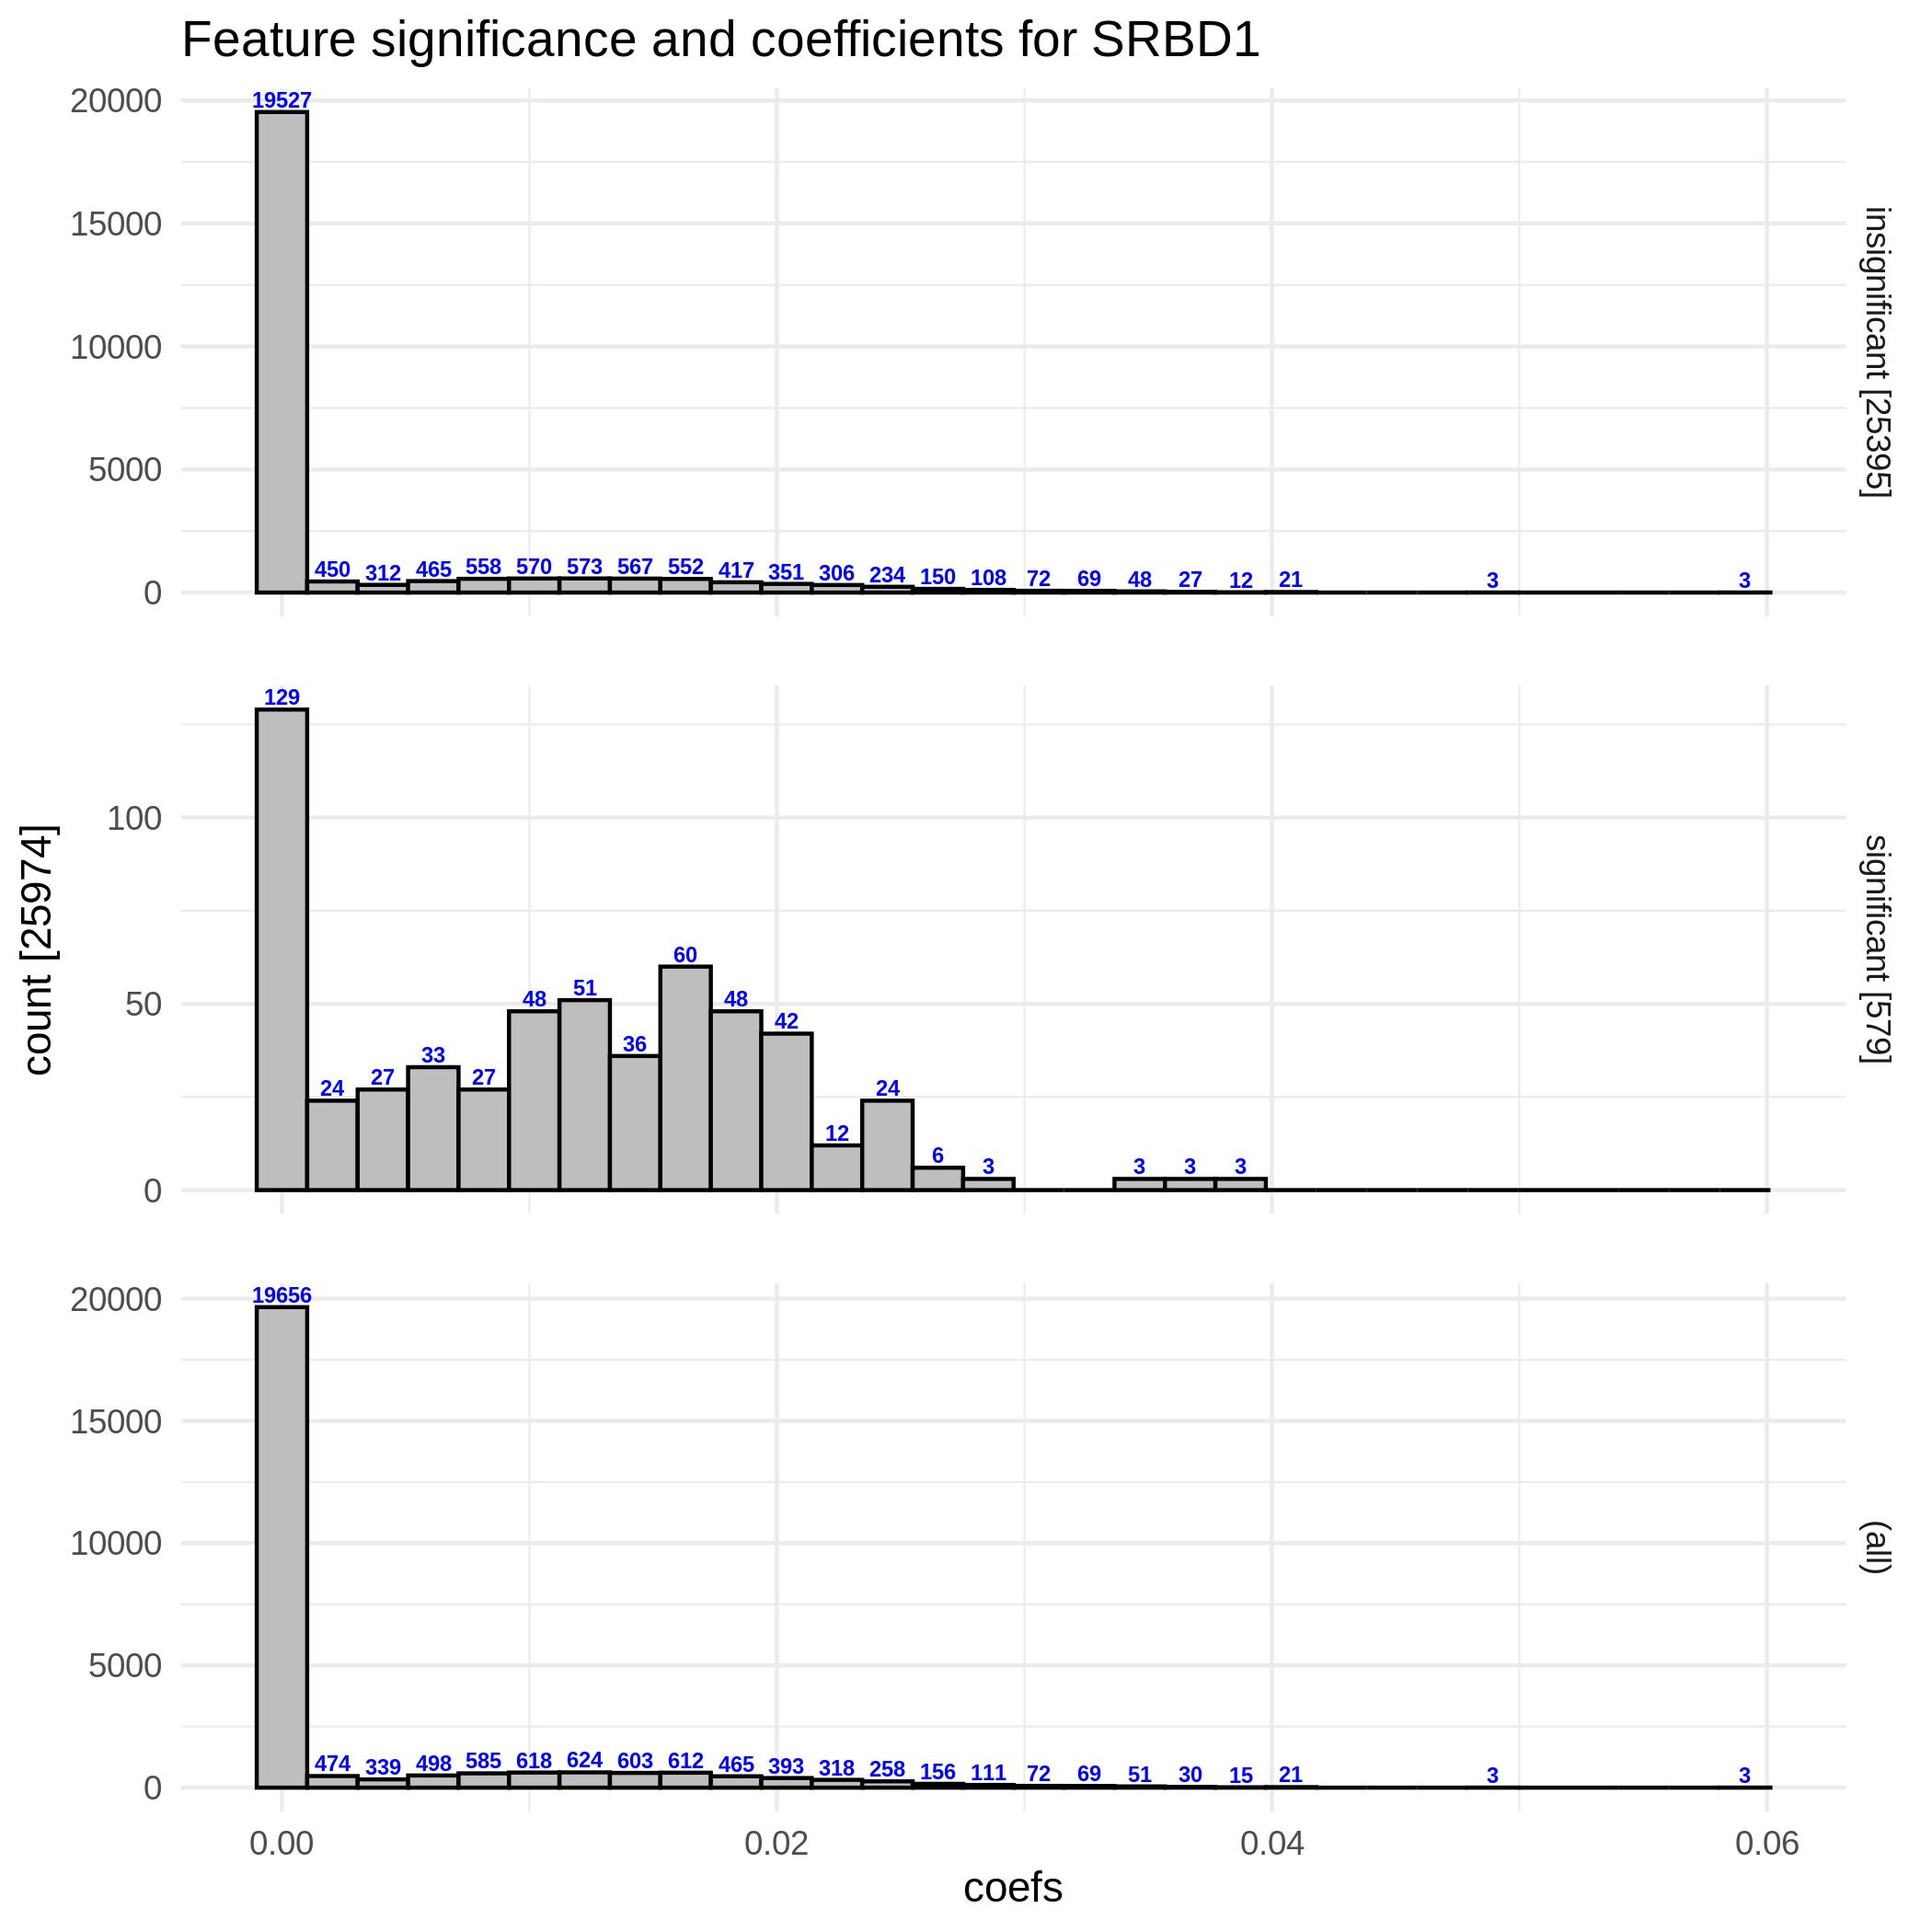 Feature significance and coefficients for SRBD1
count [25974]
20000
15000
10000
5000
0
19527
450 312 465 558 570 573 567 552 417 351 306 234 150 108 72 69 48 27 12 21 3 3
insignificant [25395]
100
50
0
129
24 27 33 27 48 51 36 60 48 42 12 24 6 3 3 3 3
significant [579]
20000
15000
10000
5000
0
19656
474 339 498 585 618 624 603 612 465 393 318 258 156 111 72 69 51 30 15 21 3 3
(all)
0.00 0.02 0.04 0.06
coefs